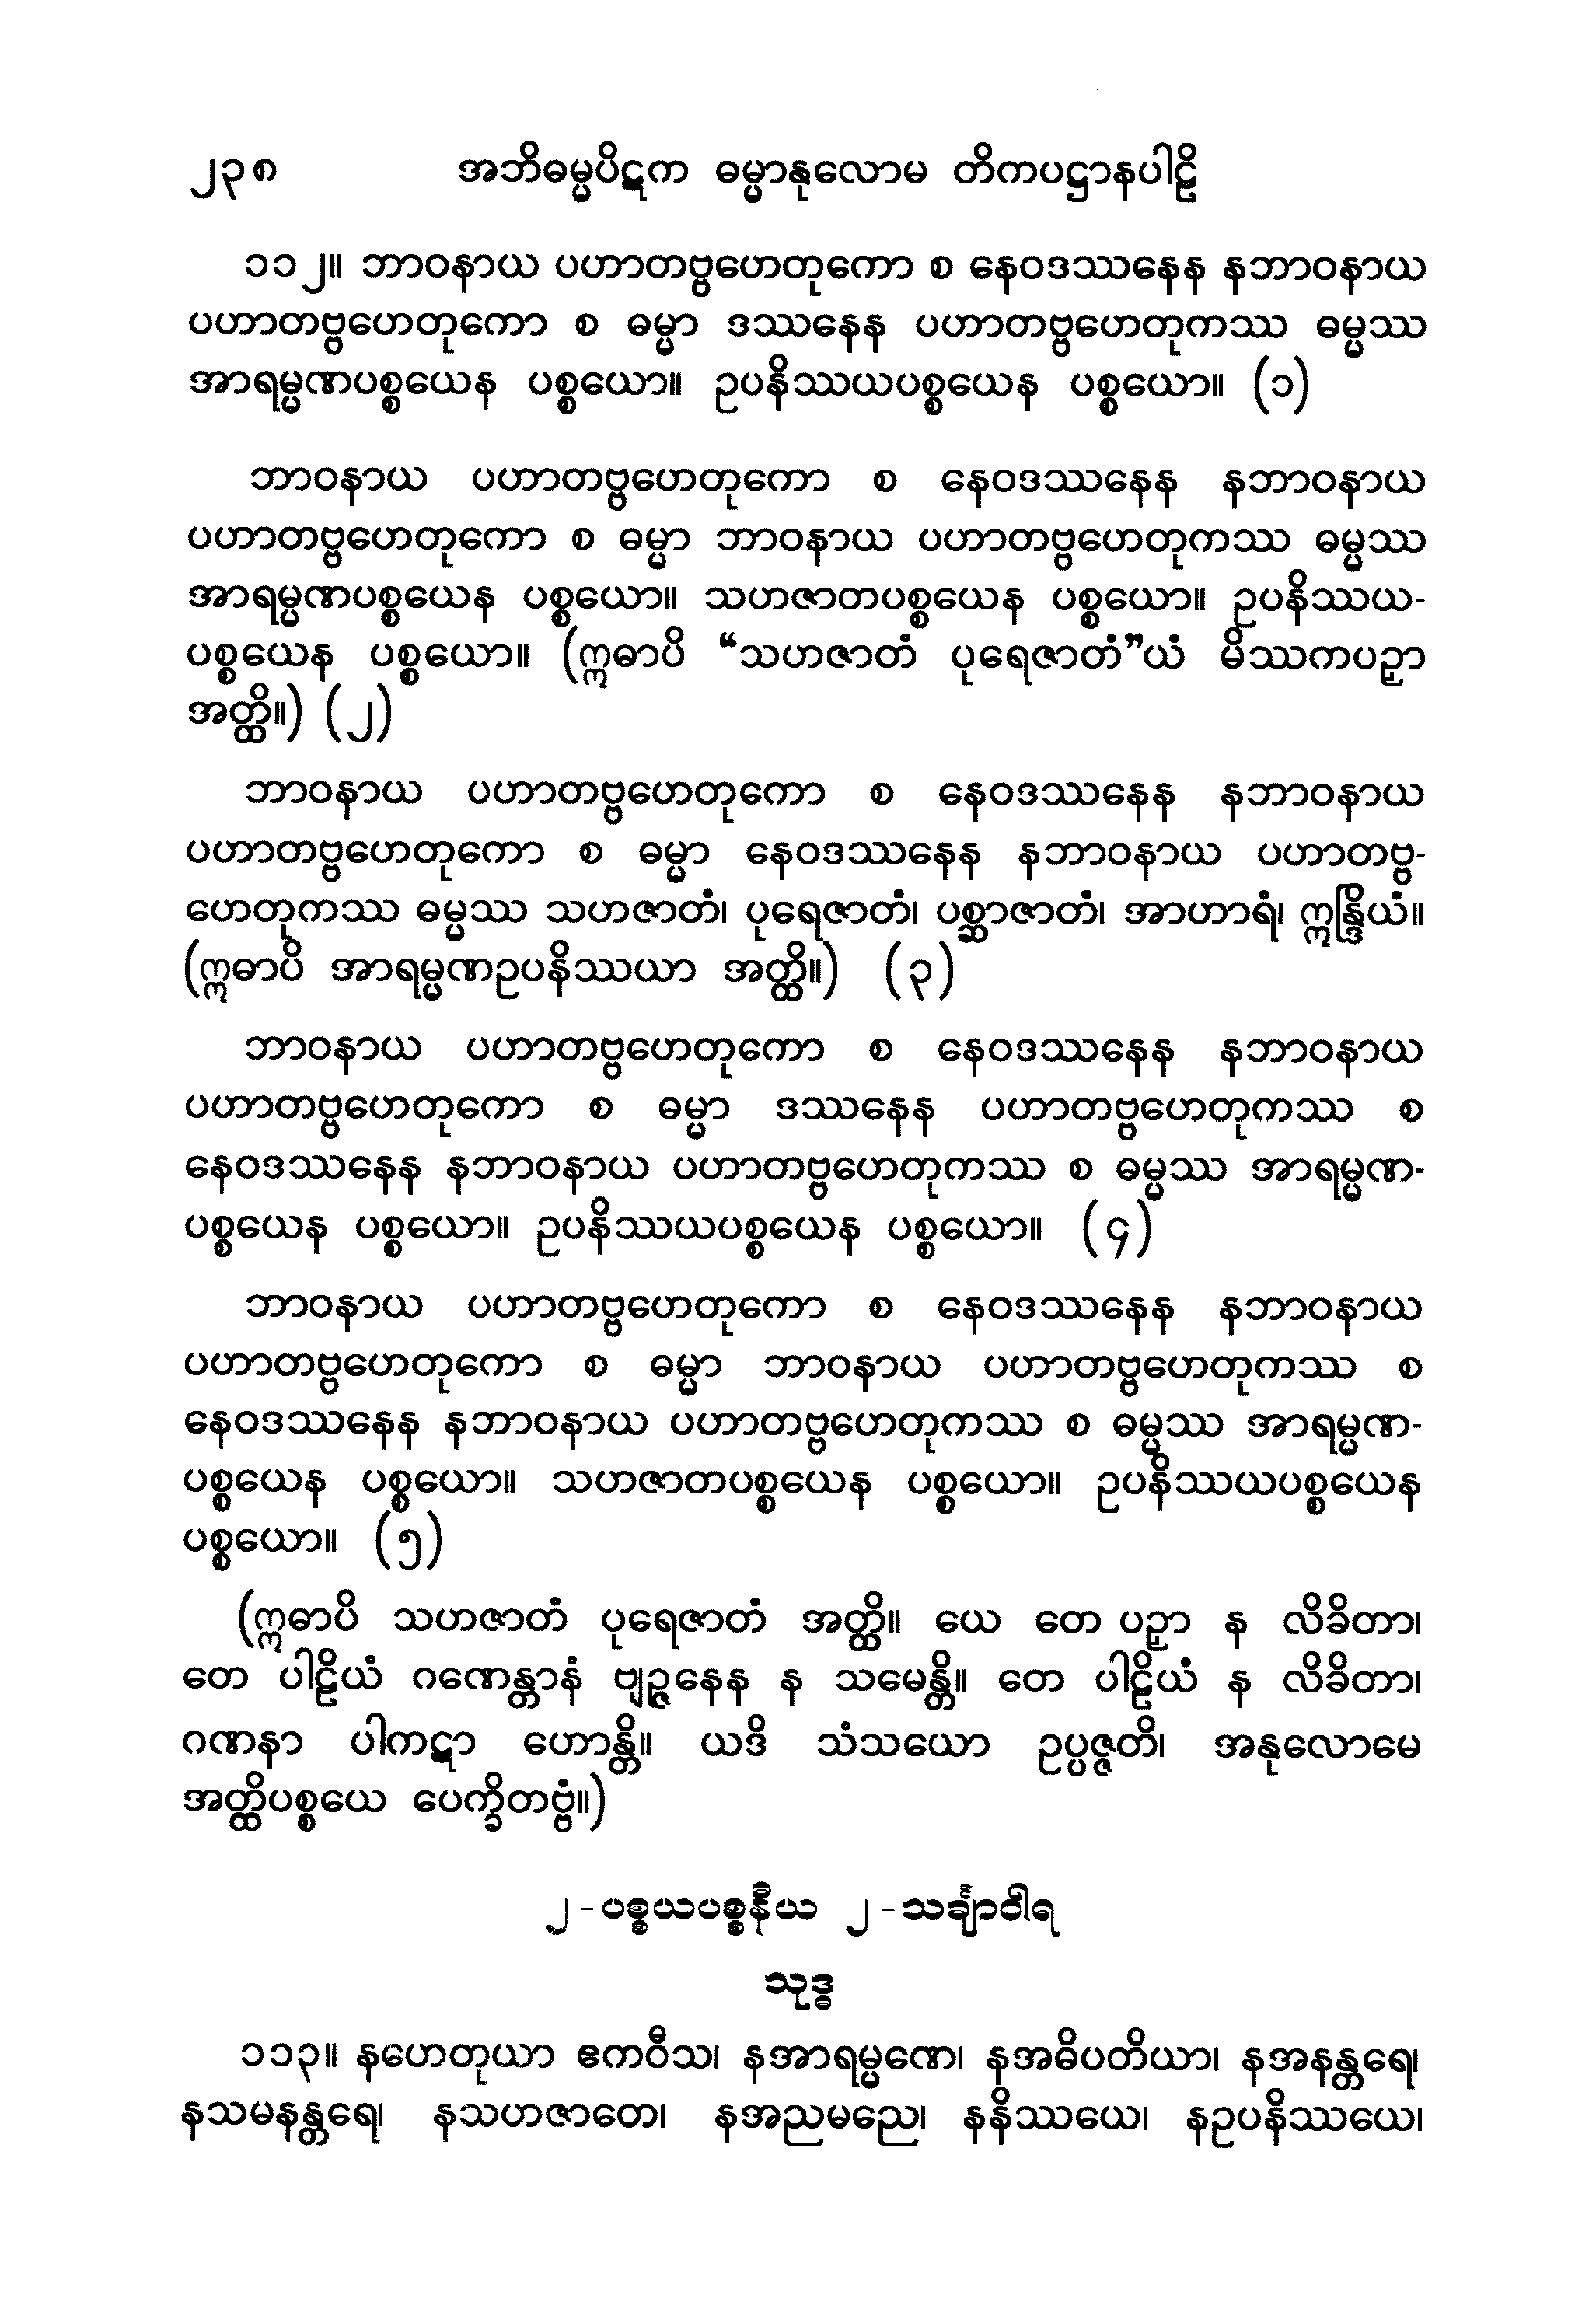 ၂၃၈ အဘိဓမ္မပိဋက ဓမ္မာနုလောမ တိကပဋ္ဌာနပါဠိ
၁၁၂။ ဘာဝနာယ ပဟာတဗ္ဗဟေတုကော စ နေဝဒဿနေန နဘာဝနာယ
ပဟာတဗ္ဗဟေတုကော စ ဓမ္မာ ဒဿနေန ပဟာတဗ္ဗဟေတုကဿ ဓမ္မဿ
အာရမ္မဏပစ္စယေန ပစ္စယော။ ဥပနိဿယပစ္စယေန ပစ္စယော။ (၁)
ဘာဝနာယ ပဟာတဗ္ဗဟေတုကော စ နေဝဒဿနေန နဘာဝနာယ
ပဟာတဗ္ဗဟေတုကော စ ဓမ္မာ ဘာဝနာယ ပဟာတဗ္ဗဟေတုကဿ ဓမ္မဿ
အာရမ္မဏပစ္စယေန ပစ္စယော။ သဟဇာတပစ္စယေန ပစ္စယော။ ဥပနိဿယ-
ပစ္စယေန ပစ္စယော။ (ဣဓာပိ “သဟဇာတံ ပုရေဇာတံ”ယံ မိဿကပဉှာ
အတ္ထိ။) (၂)
ဘာဝနာယ ပဟာတဗ္ဗဟေတုကော စ နေဝဒဿနေန နဘာဝနာယ
ပဟာတဗ္ဗဟေတုကော စ ဓမ္မာ နေဝဒဿနေန နဘာဝနာယ ပဟာတဗ္ဗ-
ဟေတုကဿ ဓမ္မဿ သဟဇာတံ၊ ပုရေဇာတံ၊ ပစ္ဆာဇာတံ၊ အာဟာရံ၊ ဣန္ဒြိယံ။
(ဣဓာပိ အာရမ္မဏဥပနိဿယာ အတ္ထိ။) (၃)
ဘာဝနာယ ပဟာတဗ္ဗဟေတုကော စ နေဝဒဿနေန နဘာဝနာယ
ပဟာတဗ္ဗဟေတုကော စ ဓမ္မာ ဒဿနေန ပဟာတဗ္ဗဟေတုကဿ စ
နေဝဒဿနေန နဘာဝနာယ ပဟာတဗ္ဗဟေတုကဿ စ ဓမ္မဿ အာရမ္မဏ-
ပစ္စယေန ပစ္စယော။ ဥပနိဿယပစ္စယေန ပစ္စယော။ (၄)
ဘာဝနာယ ပဟာတဗ္ဗဟေတုကော စ နေဝဒဿနေန နဘာဝနာယ
ပဟာတဗ္ဗဟေတုကော စ ဓမ္မာ ဘာဝနာယ ပဟာတဗ္ဗဟေတုကဿ စ
နေဝဒဿနေန နဘာဝနာယ ပဟာတဗ္ဗဟေတုကဿ စ ဓမ္မဿ အာရမ္မဏ-
ပစ္စယေန ပစ္စယော။ သဟဇာတပစ္စယေန ပစ္စယော။ ဥပနိဿယပစ္စယေန
ပစ္စယော။ (၅)
(ဣဓာပိ သဟဇာတံ ပုရေဇာတံ အတ္ထိ။ ယေ တေ ပဉှာ န လိခိတာ၊
တေ ပါဠိယံ ဂဏေန္တာနံ ဗျဉ္ဇနေန န သမေန္တိ။ တေ ပါဠိယံ န လိခိတာ၊
ဂဏနာ ပါကဋာ ဟောန္တိ။ ယဒိ သံသယော ဥပ္ပဇ္ဇတိ၊ အနုလောမေ
အတ္ထိပစ္စယေ ပေက္ခိတဗ္ဗံ။)
၂-ပစ္စယပစ္စနီယ ၂-သင်္ချာဝါရ
သုဒ္ဓ
၁၁၃။ နဟေတုယာ ဧကဝီသ၊ နအာရမ္မဏေ၊ နအဓိပတိယာ၊ နအနန္တရေ၊
နသမနန္တရေ၊ နသဟဇာတေ၊ နအညမညေ၊ နနိဿယေ၊ နဥပနိဿယေ၊